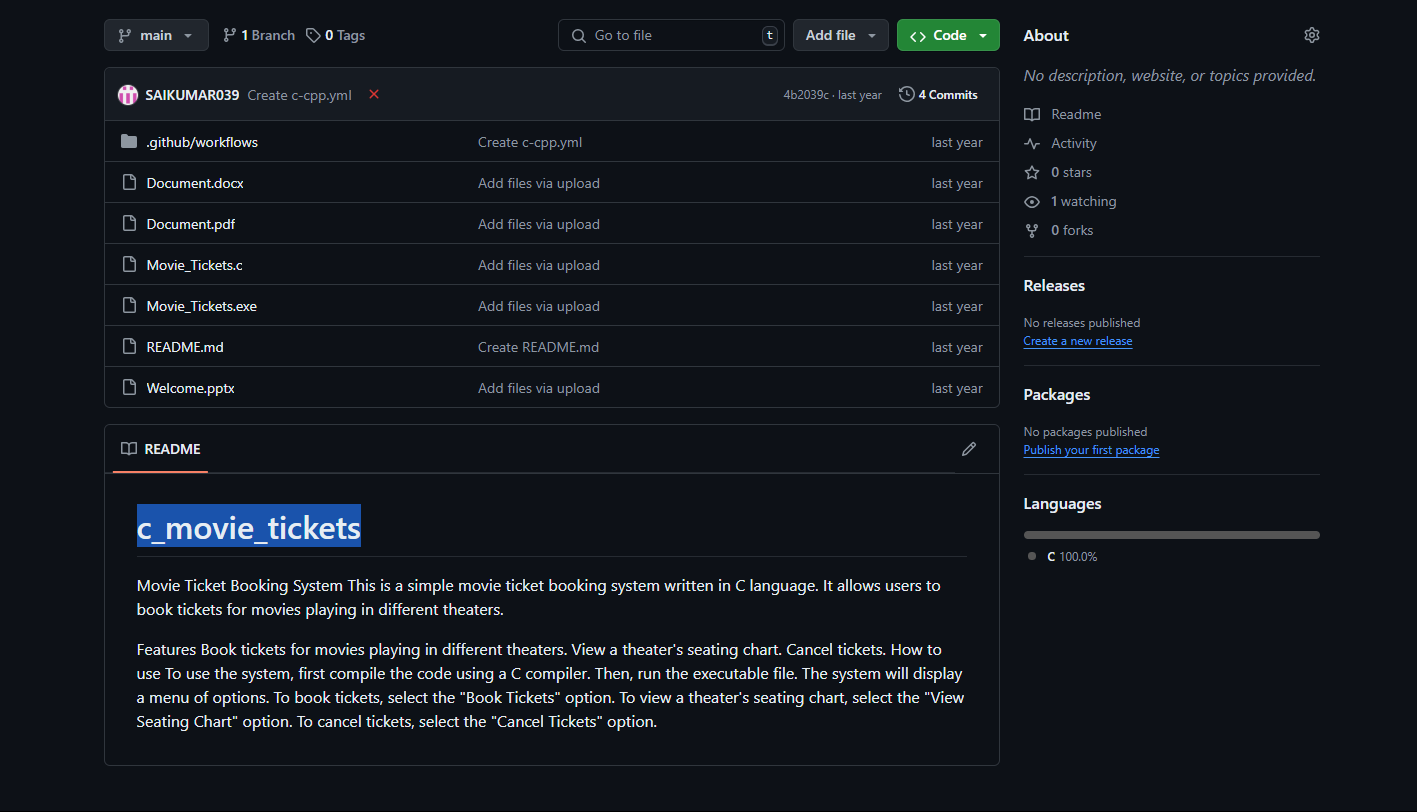 main
1 Branch
0 Tags
Go to file
t
Add file
Code
SAIKUMAR039 Create c-cpp.yml
4b2039c · last year
4 Commits
.github/workflows Create c-cpp.yml last year
Document.docx Add files via upload last year
Document.pdf Add files via upload last year
Movie_Tickets.c Add files via upload last year
Movie_Tickets.exe Add files via upload last year
README.md Create README.md last year
Welcome.pptx Add files via upload last year
README
c_movie_tickets
Movie Ticket Booking System This is a simple movie ticket booking system written in C language. It allows users to
book tickets for movies playing in different theaters.
Features Book tickets for movies playing in different theaters. View a theater's seating chart. Cancel tickets. How to
use To use the system, first compile the code using a C compiler. Then, run the executable file. The system will display
a menu of options. To book tickets, select the "Book Tickets" option. To view a theater's seating chart, select the "View
Seating Chart" option. To cancel tickets, select the "Cancel Tickets" option.
About
No description, website, or topics provided.
Readme
Activity
0 stars
1 watching
0 forks
Releases
No releases published
Create a new release
Packages
No packages published
Publish your first package
Languages
C 100.0%